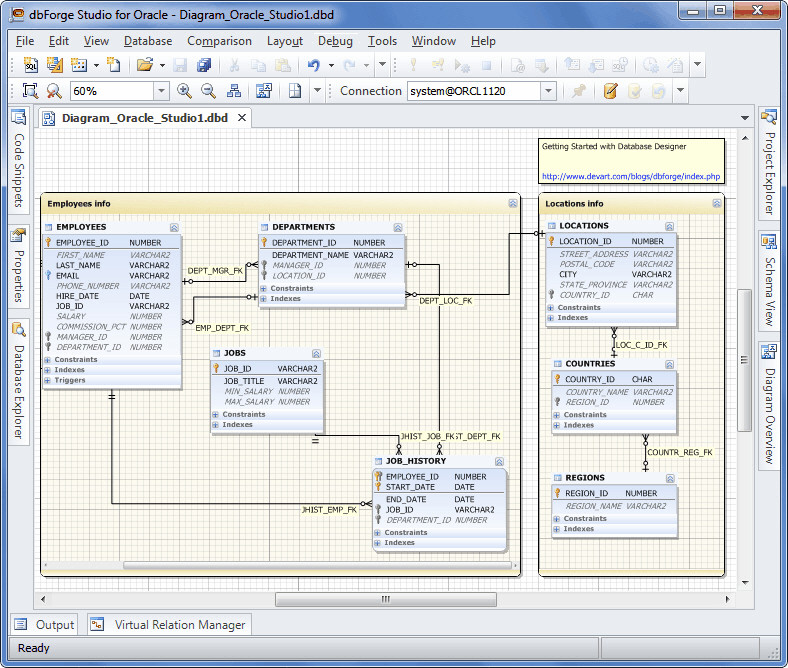 dbForge Studio for Oracle - Diagram_Oracle_Studio1.dbd
File Edit View Database Comparison Layout Debug Tools Window Help
SQL
60% Connection system@ORCL1120
Diagram_Oracle_Studio1.dbd
Code Snippets
Properties
Database Explorer
Getting Started with Database Designer
http://www.devart.com/blogs/dbforge/index.php
Employees info
EMPLOYEES
EMPLOYEE_ID NUMBER
FIRST_NAME VARCHAR2
LAST_NAME VARCHAR2
EMAIL VARCHAR2
PHONE_NUMBER VARCHAR2
HIRE_DATE DATE
JOB_ID VARCHAR2
SALARY NUMBER
COMMISSION_PCT NUMBER
MANAGER_ID NUMBER
DEPARTMENT_ID NUMBER
Constraints
Indexes
Triggers
DEPT_MGR_FK
EMP_DEPT_FK
DEPARTMENTS
DEPARTMENT_ID NUMBER
DEPARTMENT_NAME VARCHAR2
MANAGER_ID NUMBER
LOCATION_ID NUMBER
Constraints
Indexes
DEPT_LOC_FK
JOBS
JOB_ID VARCHAR2
JOB_TITLE VARCHAR2
MIN_SALARY NUMBER
MAX_SALARY NUMBER
Constraints
Indexes
JHIST_JOB_FK
ST_DEPT_FK
JHIST_EMP_FK
JOB_HISTORY
EMPLOYEE_ID NUMBER
START_DATE DATE
END_DATE DATE
JOB_ID VARCHAR2
DEPARTMENT_ID NUMBER
Constraints
Indexes
Locations info
LOCATIONS
LOCATION_ID NUMBER
STREET_ADDRESS VARCHAR2
POSTAL_CODE VARCHAR2
CITY VARCHAR2
STATE_PROVINCE VARCHAR2
COUNTRY_ID CHAR
Constraints
Indexes
LOC_C_ID_FK
COUNTRIES
COUNTRY_ID CHAR
COUNTRY_NAME VARCHAR2
REGION_ID NUMBER
Constraints
Indexes
COUNTR_REG_FK
REGIONS
REGION_ID NUMBER
REGION_NAME VARCHAR2
Constraints
Indexes
Project Explorer
Schema View
Diagram Overview
Output Virtual Relation Manager
Ready